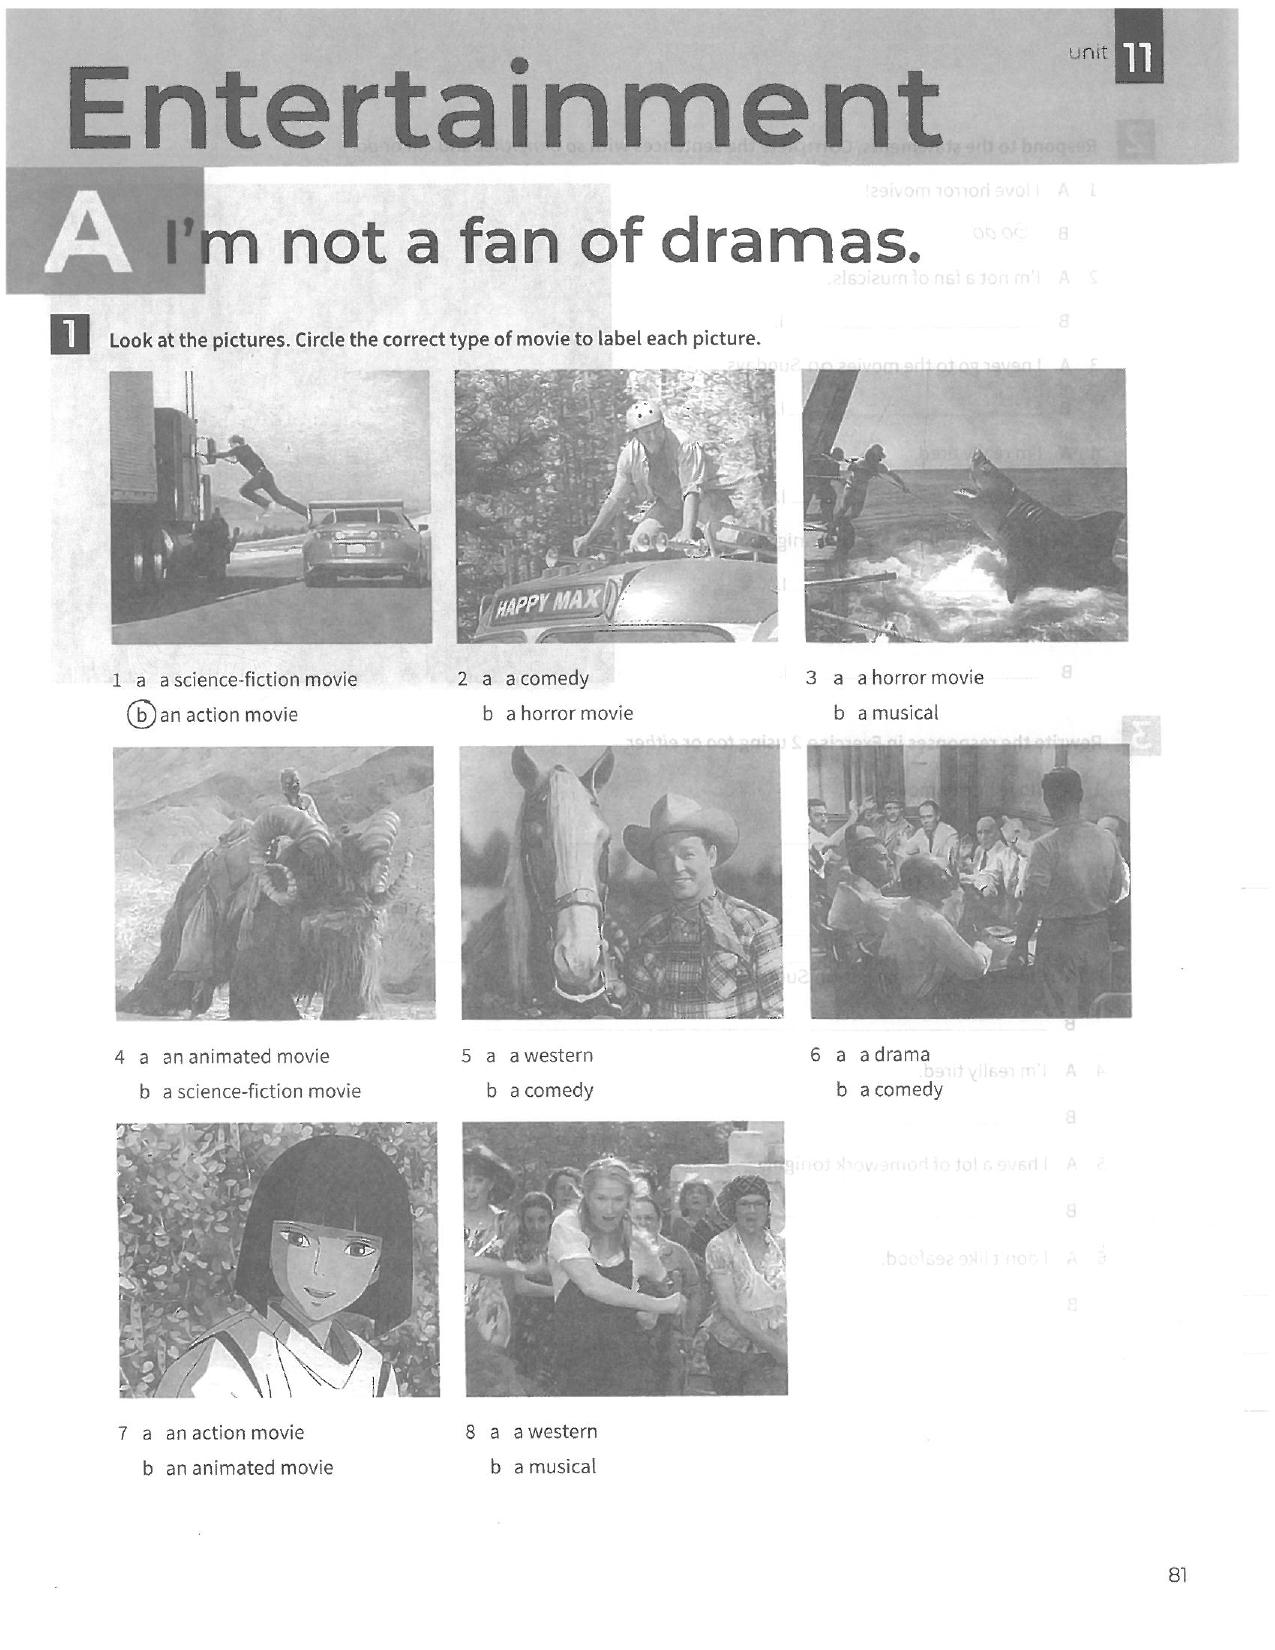 unit 11
Entertainment
A I'm not a fan of dramas.
1 Look at the pictures. Circle the correct type of movie to label each picture.
HAPPY MAX
1 a a science-fiction movie
b an action movie
2 a a comedy
b a horror movie
3 a a horror movie
b a musical
4 a an animated movie
b a science-fiction movie
5 a a western
b a comedy
6 a a drama
b a comedy
7 a an action movie
b an animated movie
8 a a western
b a musical
81